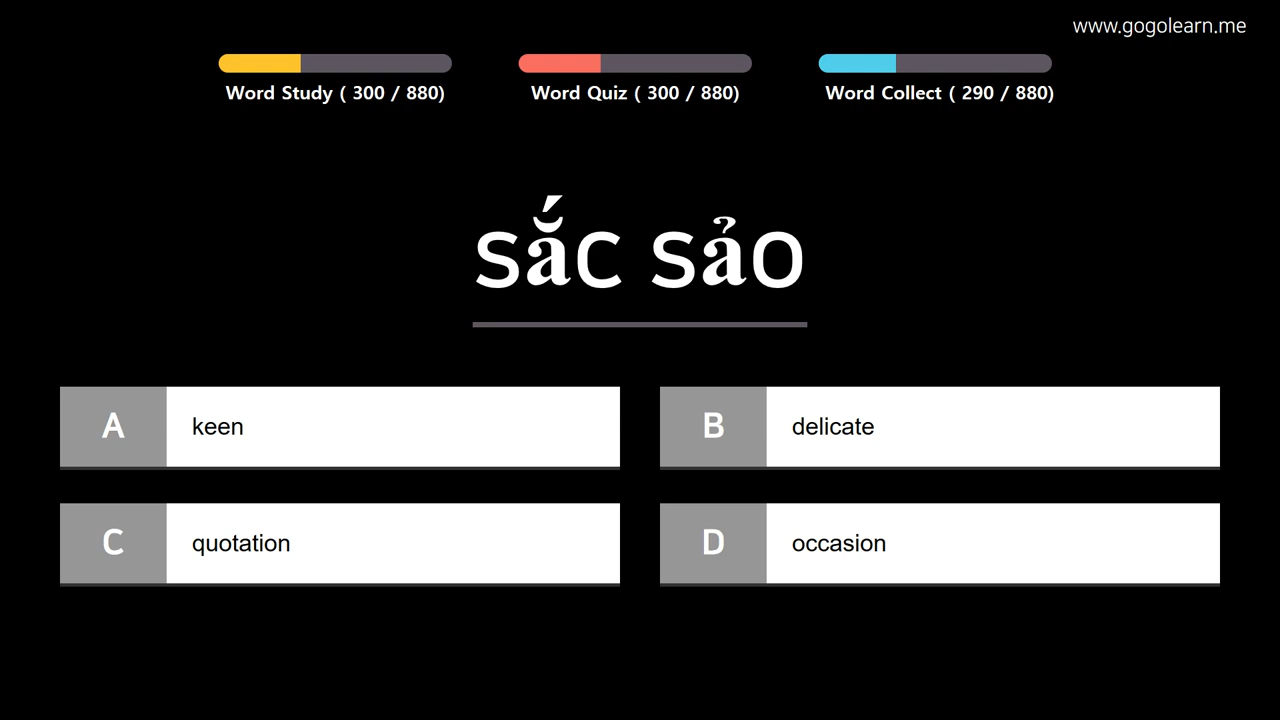 www.gogolearn.me
Word Study ( 300 / 880)
Word Quiz ( 300 / 880)
Word Collect ( 290 / 880)
sắc sảo
A keen
B delicate
C quotation
D occasion